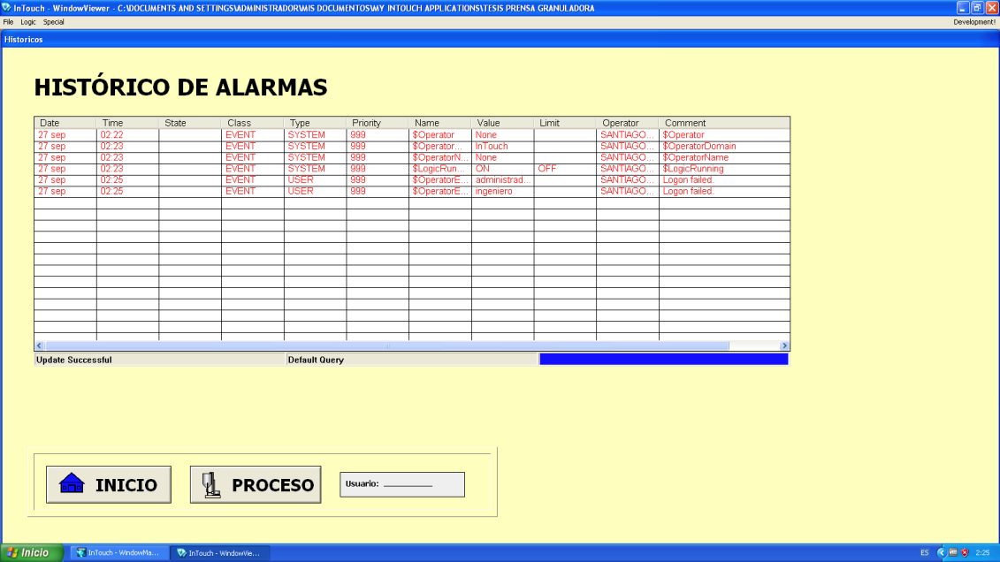 InTouch - WindowViewer - C:\DOCUMENTS AND SETTINGS\ADMINISTRADOR\MIS DOCUMENTOS\MY INTOUCH APPLICATIONS\TESIS PRENSA GRANULADORA
File Logic Special Development!
Historicos
HISTÓRICO DE ALARMAS
Date Time State Class Type Priority Name Value Limit Operator Comment
27 sep 02:22 EVENT SYSTEM 999 $Operator None SANTIAGO... $Operator
27 sep 02:23 EVENT SYSTEM 999 $Operator... InTouch SANTIAGO... $OperatorDomain
27 sep 02:23 EVENT SYSTEM 999 $OperatorN... None SANTIAGO... $OperatorName
27 sep 02:23 EVENT SYSTEM 999 $LogicRun... ON OFF SANTIAGO... $LogicRunning
27 sep 02:25 EVENT USER 999 $OperatorE... administrad... SANTIAGO... Logon failed.
27 sep 02:25 EVENT USER 999 $OperatorE... ingeniero SANTIAGO... Logon failed.
Update Successful Default Query
INICIO PROCESO Usuario:
Inicio InTouch - WindowMa... InTouch - WindowVie... ES 2:25